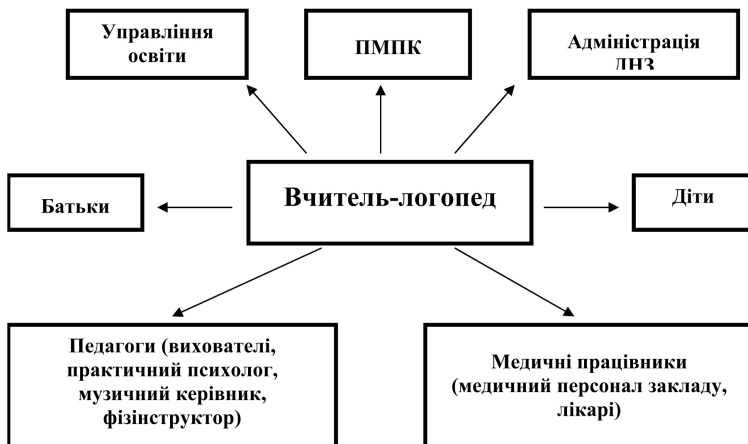 Управління
освіти
ПМПК
Адміністрація
ДНЗ
Вчитель-логопед
Батьки
Діти
Педагоги (вихователі,
практичний психолог,
музичний керівник,
фізінструктор)
Медичні працівники
(медичний персонал закладу,
лікарі)